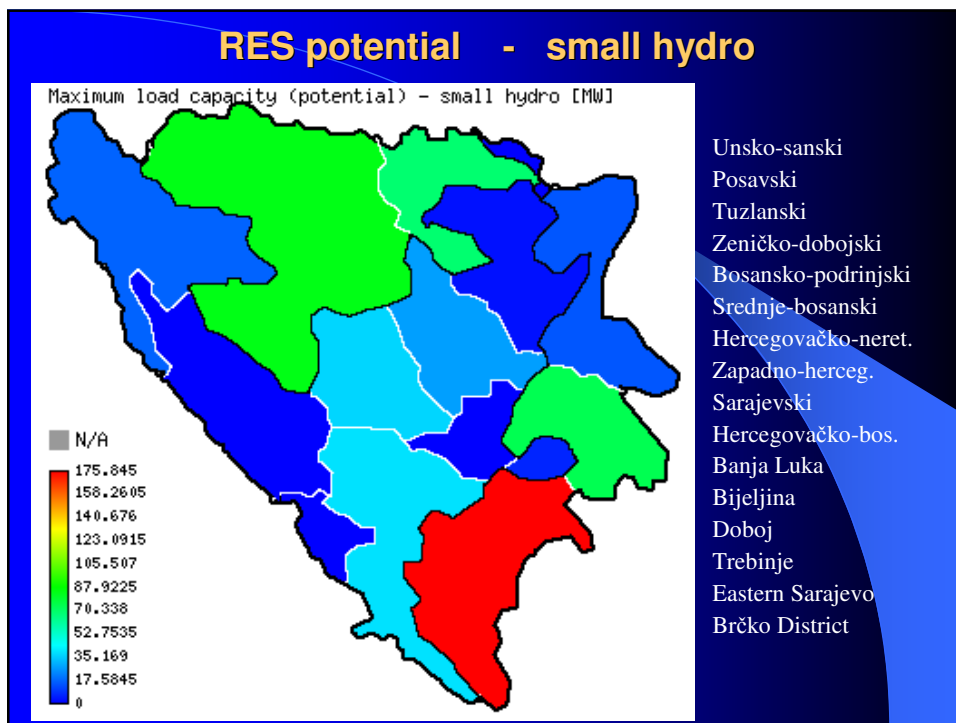 RES potential - small hydro
Maximum load capacity (potential) - small hydro [MW]
Unsko-sanski
Posavski
Tuzlanski
Zeničko-dobojski
Bosansko-podrinjski
Srednje-bosanski
Hercegovačko-neret.
Zapadno-herceg.
Sarajevski
Hercegovačko-bos.
Banja Luka
Bijeljina
Doboj
Trebinje
Eastern Sarajevo
Brčko District
N/A
175.845
158.2605
140.676
123.0915
105.507
87.9225
70.338
52.7535
35.169
17.5845
0